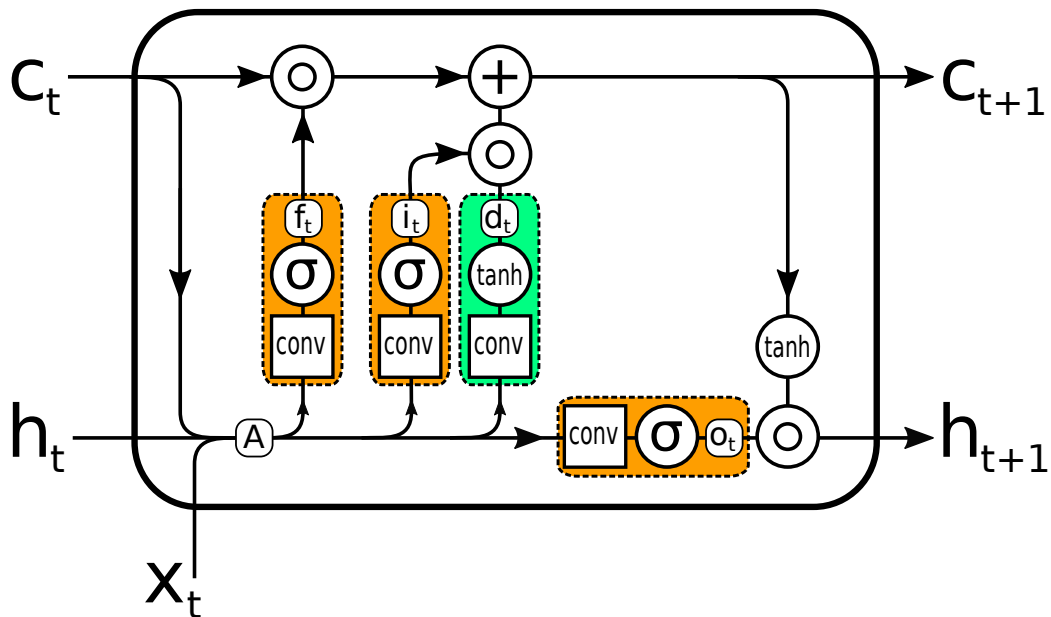 c_t
+
c_{t+1}
f_t
i_t
d_t
σ
σ
tanh
conv
conv
conv
tanh
h_t
A
conv
σ
o_t
h_{t+1}
x_t